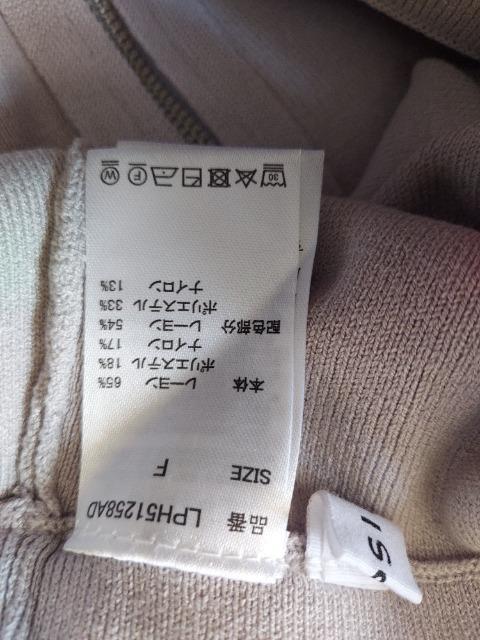 品番 LPH51258AD
SIZE F
本体 レーヨン 65%
ポリエステル 18%
ナイロン 17%
配色部分 レーヨン 54%
ポリエステル 33%
ナイロン 13%
30 F W